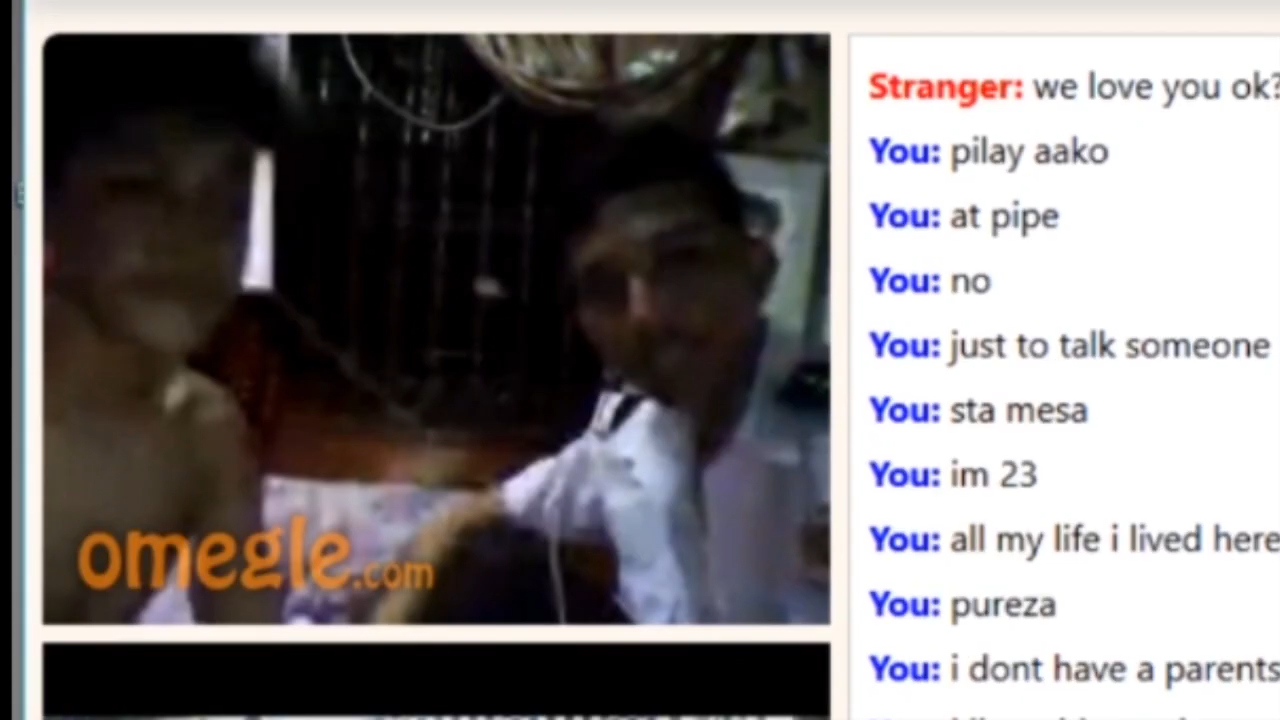 Stranger: we love you ok?
You: pilay aako
You: at pipe
You: no
You: just to talk someone
You: sta mesa
You: im 23
You: all my life i lived here
You: pureza
You: i dont have a parents
omegle.com